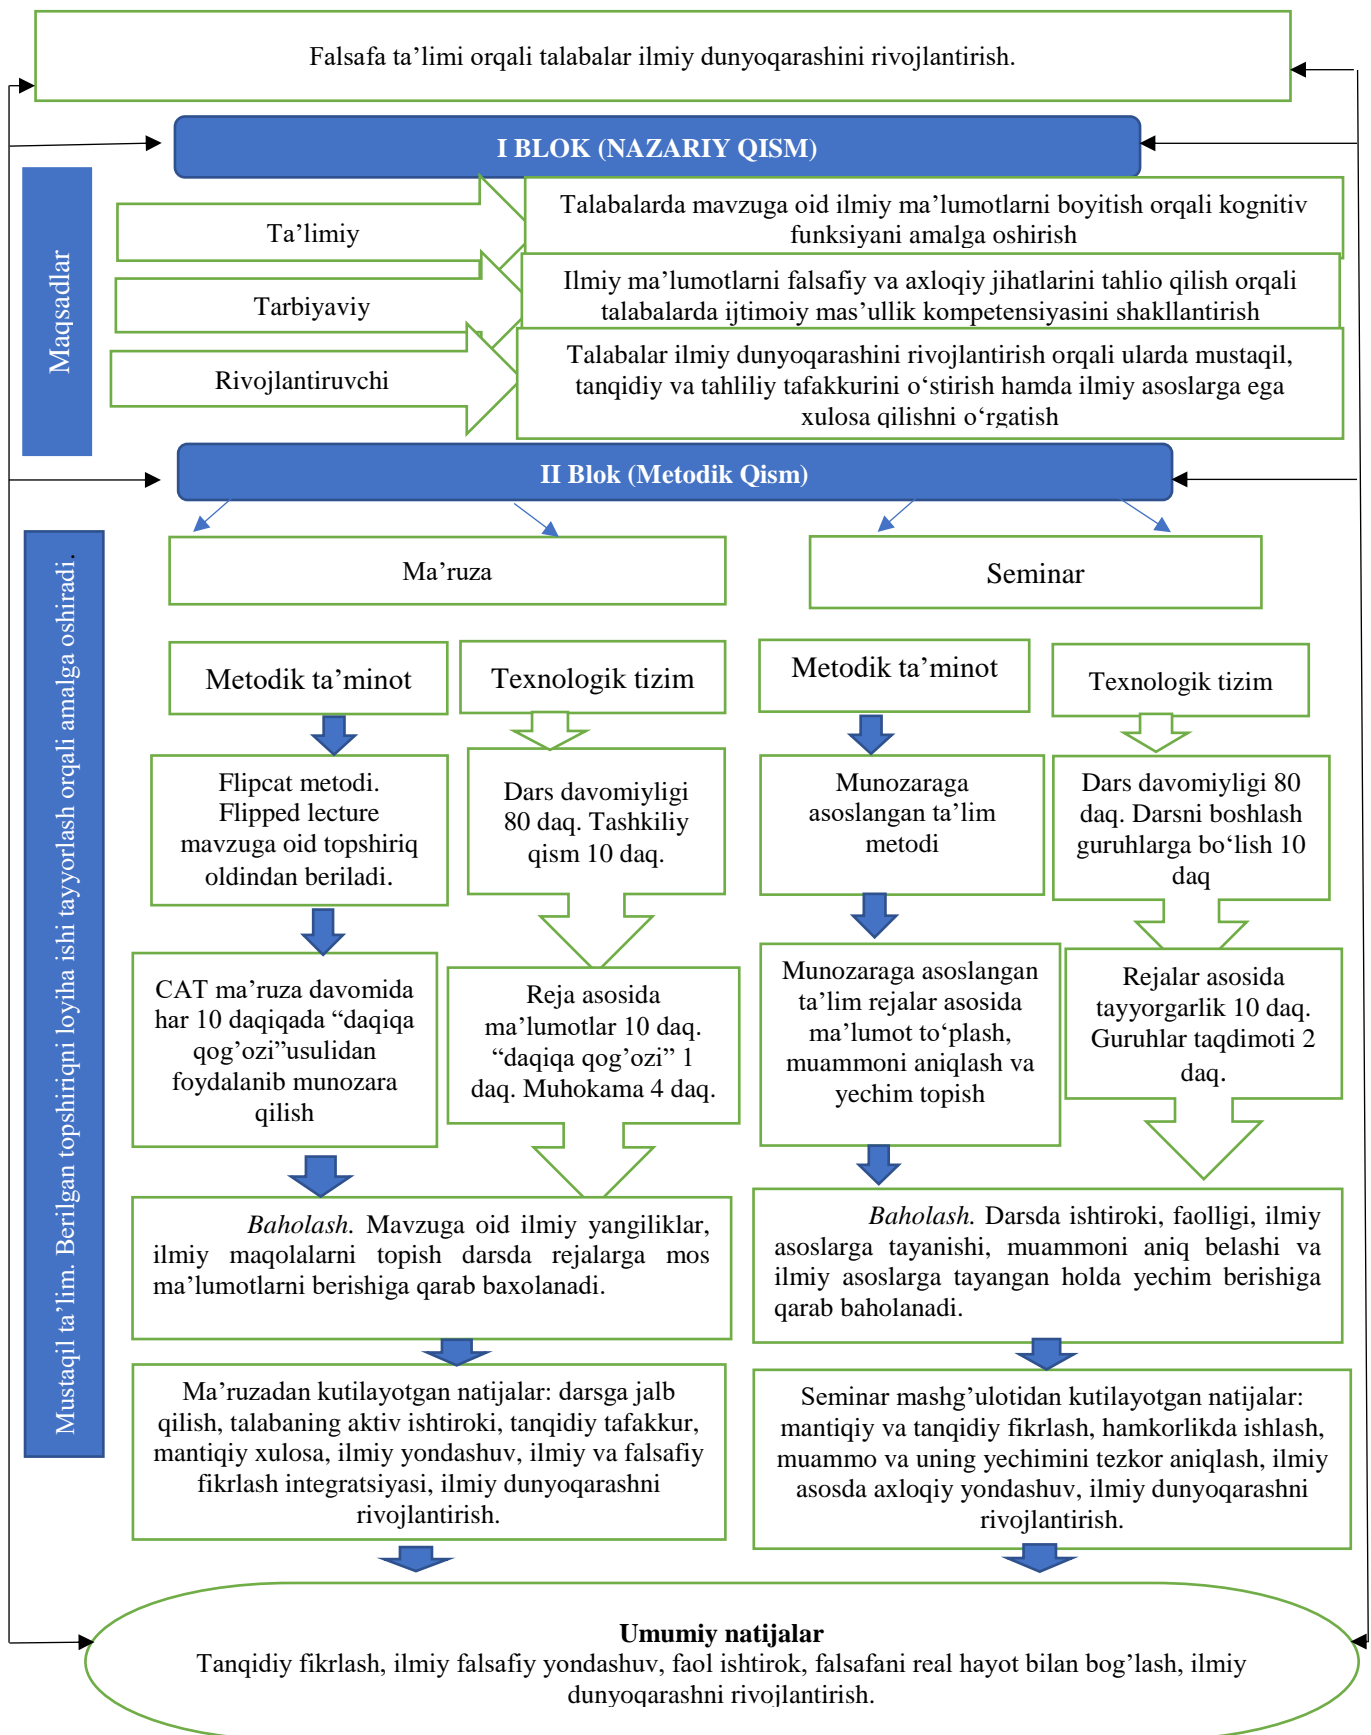 Falsafa ta’limi orqali talabalar ilmiy dunyoqarashini rivojlantirish.
I BLOK (NAZARIY QISM)
Maqsadlar
Ta’limiy
Talabalarda mavzuga oid ilmiy ma’lumotlarni boyitish orqali kognitiv
funksiyani amalga oshirish
Tarbiyaviy
Ilmiy ma’lumotlarni falsafiy va axloqiy jihatlarini tahlio qilish orqali
talabalarda ijtimoiy mas’ullik kompetensiyasini shakllantirish
Rivojlantiruvchi
Talabalar ilmiy dunyoqarashini rivojlantirish orqali ularda mustaqil,
tanqidiy va tahliliy tafakkurini o‘stirish hamda ilmiy asoslarga ega
xulosa qilishni o‘rgatish
II Blok (Metodik Qism)
Mustaqil ta’lim. Berilgan topshiriqni loyiha ishi tayyorlash orqali amalga oshiradi.
Ma’ruza
Seminar
Metodik ta’minot
Texnologik tizim
Metodik ta’minot
Texnologik tizim
Flipcat metodi.
Flipped lecture
mavzuga oid topshiriq
oldindan beriladi.
Dars davomiyligi
80 daq. Tashkiliy
qism 10 daq.
Munozaraga
asoslangan ta’lim
metodi
Dars davomiyligi 80
daq. Darsni boshlash
guruhlarga bo‘lish 10
daq
CAT ma’ruza davomida
har 10 daqiqada “daqiqa
qog’ozi”usulidan
foydalanib munozara
qilish
Reja asosida
ma’lumotlar 10 daq.
“daqiqa qog’ozi” 1
daq. Muhokama 4 daq.
Munozaraga asoslangan
ta’lim rejalar asosida
ma’lumot to‘plash,
muammoni aniqlash va
yechim topish
Rejalar asosida
tayyorgarlik 10 daq.
Guruhlar taqdimoti 2
daq.
Baholash. Mavzuga oid ilmiy yangiliklar,
ilmiy maqolalarni topish darsda rejalarga mos
ma’lumotlarni berishiga qarab baxolanadi.
Baholash. Darsda ishtiroki, faolligi, ilmiy
asoslarga tayanishi, muammoni aniq belashi va
ilmiy asoslarga tayangan holda yechim berishiga
qarab baholanadi.
Ma’ruzadan kutilayotgan natijalar: darsga jalb
qilish, talabaning aktiv ishtiroki, tanqidiy tafakkur,
mantiqiy xulosa, ilmiy yondashuv, ilmiy va falsafiy
fikrlash integratsiyasi, ilmiy dunyoqarashni
rivojlantirish.
Seminar mashg’ulotidan kutilayotgan natijalar:
mantiqiy va tanqidiy fikrlash, hamkorlikda ishlash,
muammo va uning yechimini tezkor aniqlash, ilmiy
asosda axloqiy yondashuv, ilmiy dunyoqarashni
rivojlantirish.
Umumiy natijalar
Tanqidiy fikrlash, ilmiy falsafiy yondashuv, faol ishtirok, falsafani real hayot bilan bog’lash, ilmiy
dunyoqarashni rivojlantirish.